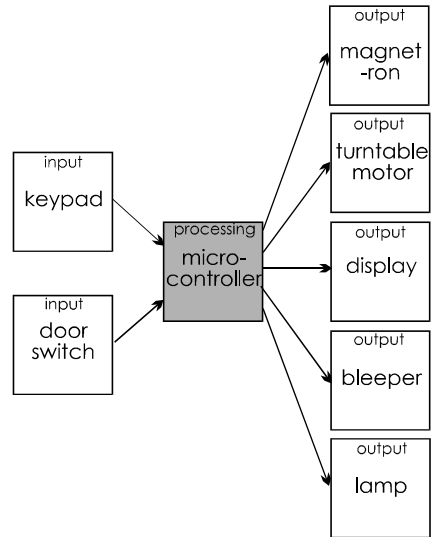 input
keypad
input
door
switch
processing
micro-
controller
output
magnet
-ron
output
turntable
motor
output
display
output
bleeper
output
lamp